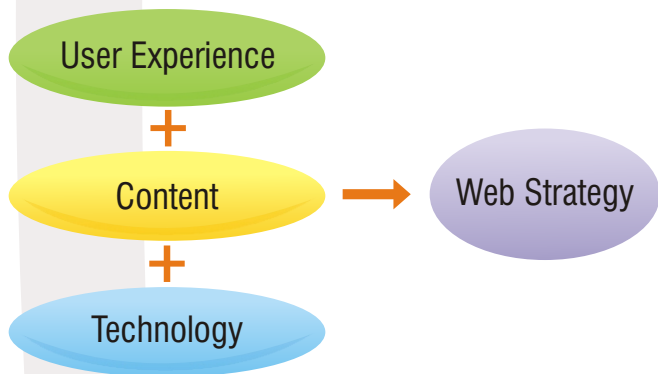 User Experience
+
Content
Web Strategy
+
Technology